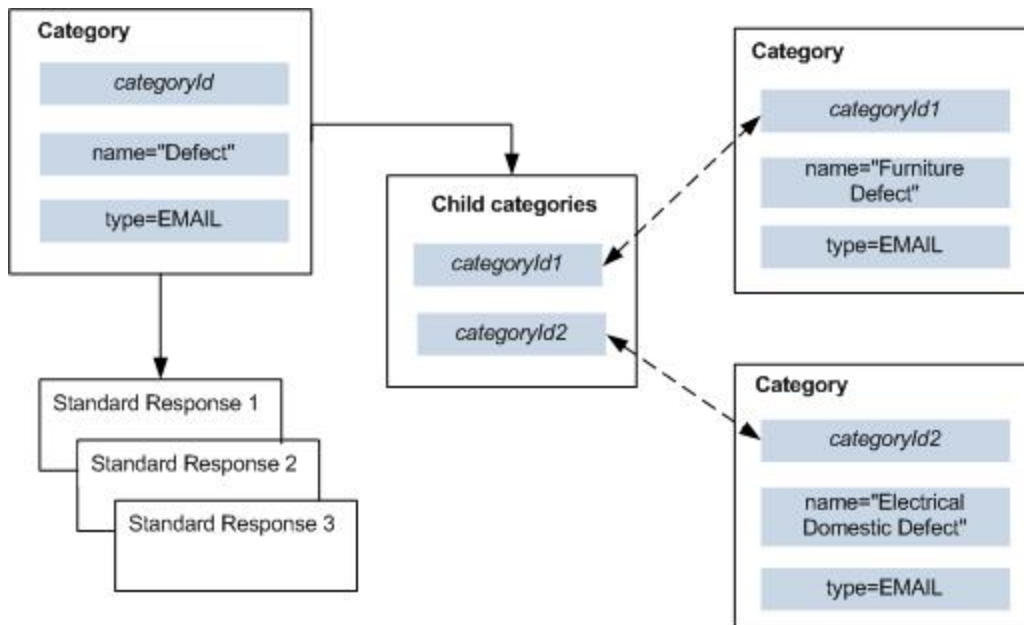 Category
categoryId
name="Defect"
type=EMAIL
Child categories
categoryId1
categoryId2
Category
categoryId1
name="Furniture
Defect"
type=EMAIL
Category
categoryId2
name="Electrical
Domestic Defect"
type=EMAIL
Standard Response 1
Standard Response 2
Standard Response 3